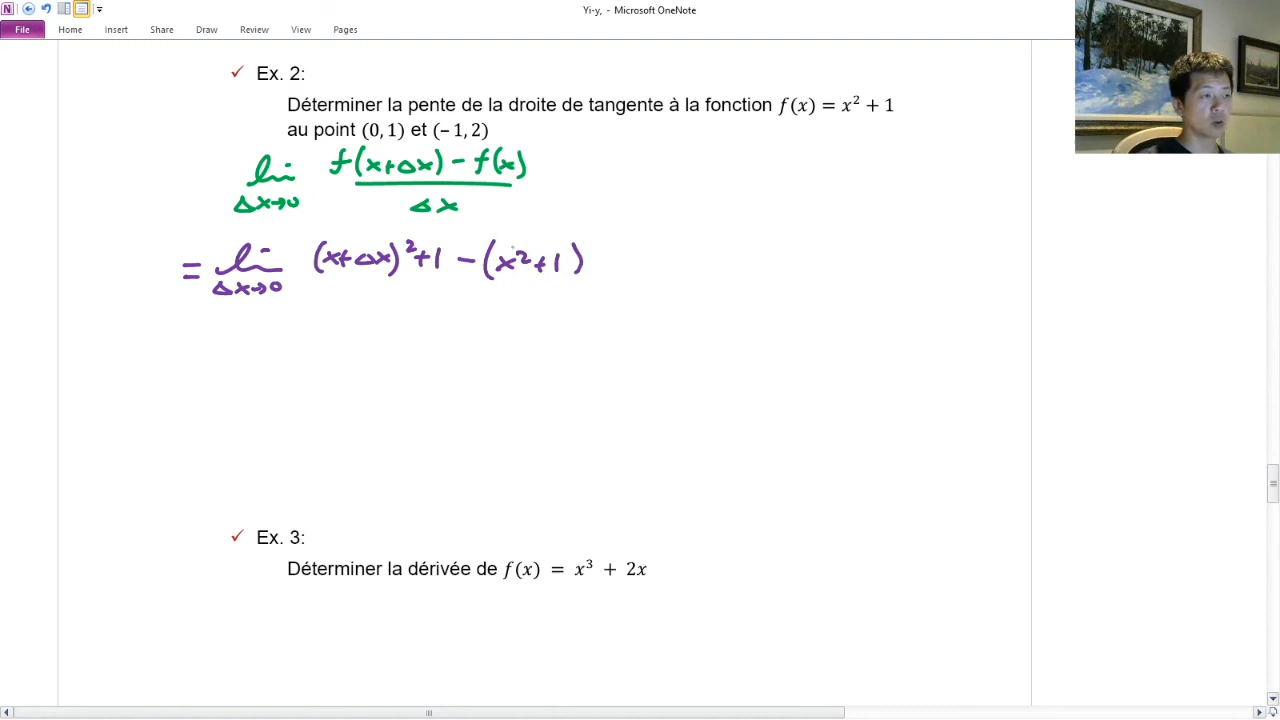 Yi-y, - Microsoft OneNote
File Home Insert Share Draw Review View Pages
✓ Ex. 2:
Déterminer la pente de la droite de tangente à la fonction f(x) = x² + 1
au point (0, 1) et (– 1, 2)
lim f(x+Δx) – f(x)
Δx→0 Δx
= lim (x+Δx)² +1 – (x²+1)
Δx→0
✓ Ex. 3:
Déterminer la dérivée de f(x) = x³ + 2x